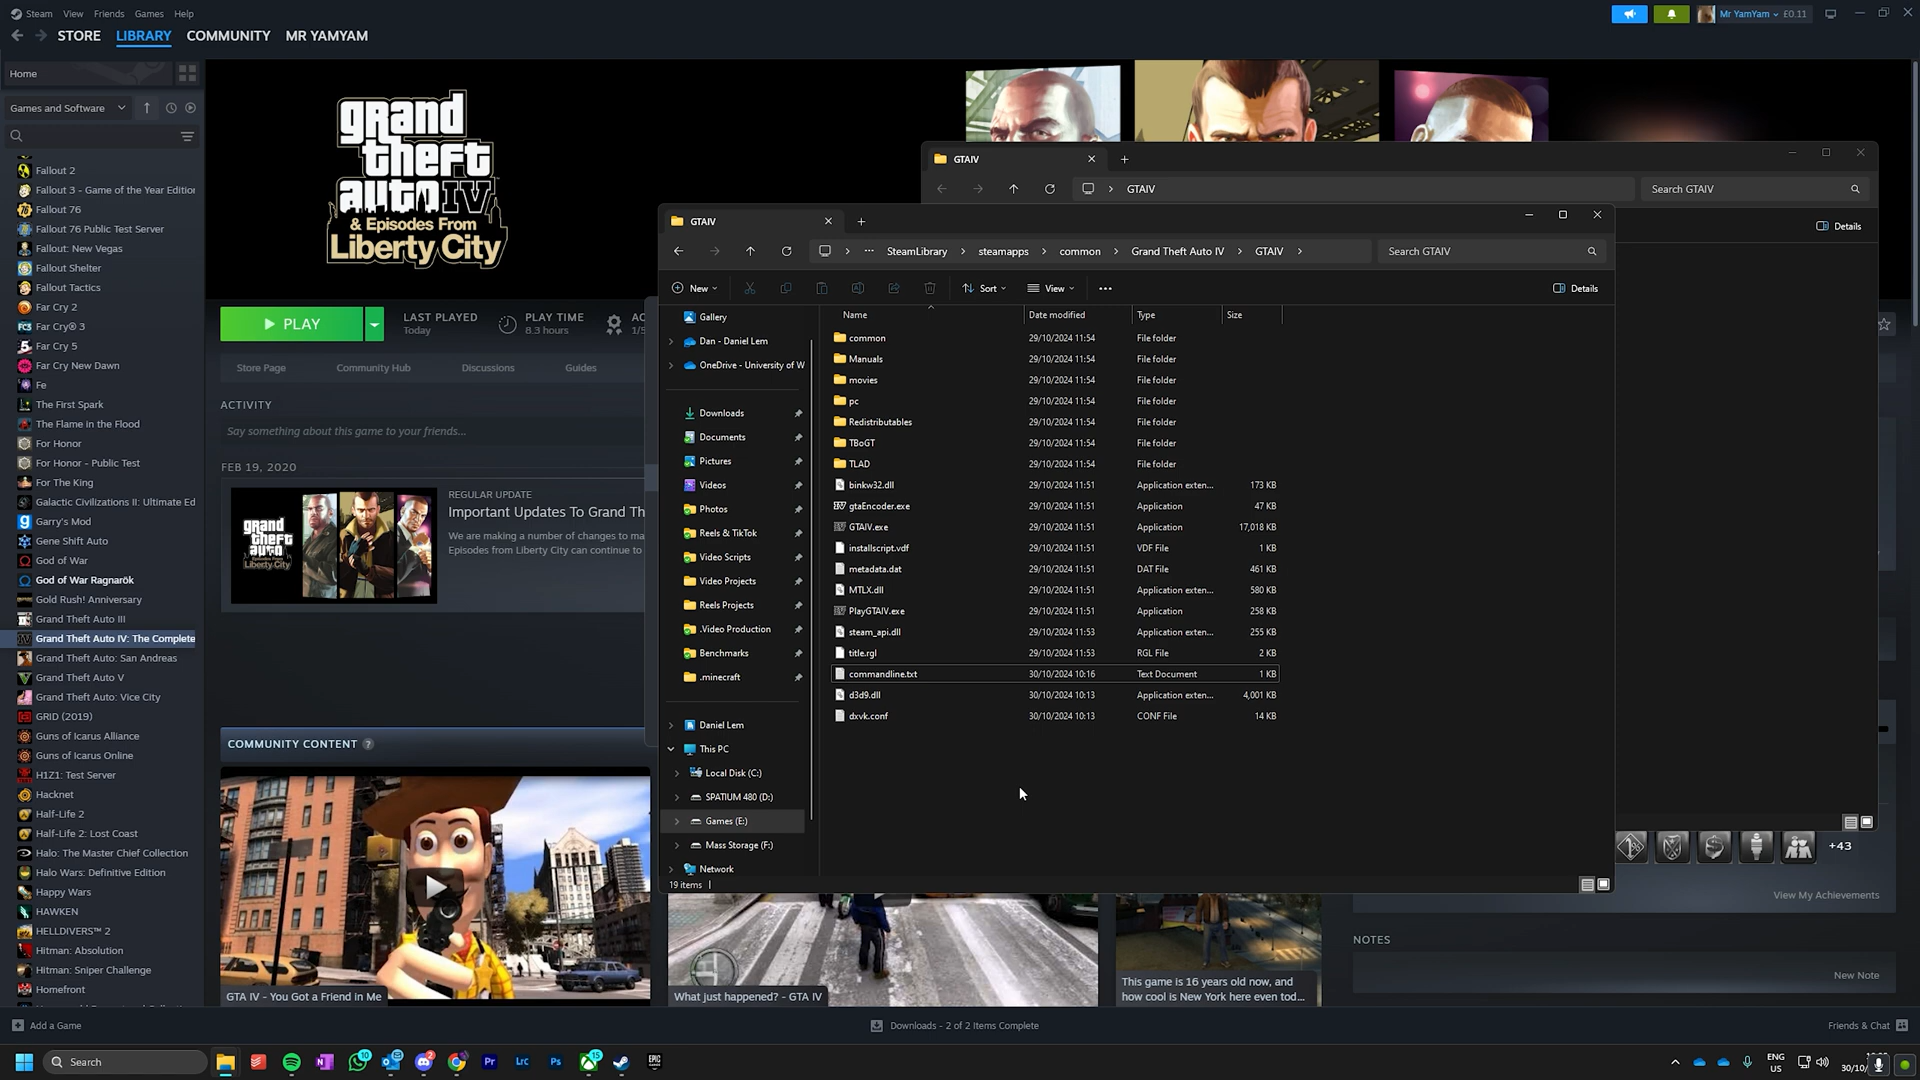 Steam View Friends Games Help
Mr YamYam £0.11
STORE LIBRARY COMMUNITY MR YAMYAM
Home
Games and Software
Fallout 2
Fallout 3 - Game of the Year Edition
Fallout 76
Fallout 76 Public Test Server
Fallout: New Vegas
Fallout Shelter
Fallout Tactics
Far Cry 2
Far Cry® 3
Far Cry 5
Far Cry New Dawn
Fe
The First Spark
The Flame in the Flood
For Honor
For Honor - Public Test
For The King
Galactic Civilizations II: Ultimate Ed
Garry's Mod
Gene Shift Auto
God of War
God of War Ragnarök
Gold Rush! Anniversary
Grand Theft Auto III
Grand Theft Auto IV: The Complete
Grand Theft Auto: San Andreas
Grand Theft Auto V
Grand Theft Auto: Vice City
GRID (2019)
Guns of Icarus Alliance
Guns of Icarus Online
H1Z1: Test Server
Hacknet
Half-Life 2
Half-Life 2: Lost Coast
Halo: The Master Chief Collection
Halo Wars: Definitive Edition
Happy Wars
HAWKEN
HELLDIVERS™ 2
Hitman: Absolution
Hitman: Sniper Challenge
Homefront
Add a Game
grand
theft
auto IV
& Episodes From
Liberty City
PLAY
LAST PLAYED
Today
PLAY TIME
8.3 hours
AC
1/5
Store Page Community Hub Discussions Guides
ACTIVITY
Say something about this game to your friends...
FEB 19, 2020
REGULAR UPDATE
Important Updates To Grand Th
We are making a number of changes to ma
Episodes from Liberty City can continue to
COMMUNITY CONTENT ?
GTA IV - You Got a Friend in Me
What just happened? - GTA IV
This game is 16 years old now, and
how cool is New York here even tod...
+43
View My Achievements
NOTES
New Note
Downloads - 2 of 2 Items Complete
Friends & Chat
GTAIV
GTAIV
Search GTAIV
Details
GTAIV
SteamLibrary steamapps common Grand Theft Auto IV GTAIV
Search GTAIV
New Sort View Details
Gallery
Dan - Daniel Lem
OneDrive - University of W
Downloads
Documents
Pictures
Videos
Photos
Reels & TikTok
Video Scripts
Video Projects
Reels Projects
.Video Production
Benchmarks
.minecraft
Daniel Lem
This PC
Local Disk (C:)
SPATIUM 480 (D:)
Games (E:)
Mass Storage (F:)
Network
Name Date modified Type Size
common 29/10/2024 11:54 File folder
Manuals 29/10/2024 11:54 File folder
movies 29/10/2024 11:54 File folder
pc 29/10/2024 11:54 File folder
Redistributables 29/10/2024 11:54 File folder
TBoGT 29/10/2024 11:54 File folder
TLAD 29/10/2024 11:54 File folder
binkw32.dll 29/10/2024 11:51 Application exten... 173 KB
gtaEncoder.exe 29/10/2024 11:51 Application 47 KB
GTAIV.exe 29/10/2024 11:51 Application 17,018 KB
installscript.vdf 29/10/2024 11:51 VDF File 1 KB
metadata.dat 29/10/2024 11:51 DAT File 461 KB
MTLX.dll 29/10/2024 11:51 Application exten... 580 KB
PlayGTAIV.exe 29/10/2024 11:51 Application 258 KB
steam_api.dll 29/10/2024 11:53 Application exten... 255 KB
title.rgl 29/10/2024 11:53 RGL File 2 KB
commandline.txt 30/10/2024 10:16 Text Document 1 KB
d3d9.dll 30/10/2024 10:13 Application exten... 4,001 KB
dxvk.conf 30/10/2024 10:13 CONF File 14 KB
19 items
Search
ENG
US
30/10/